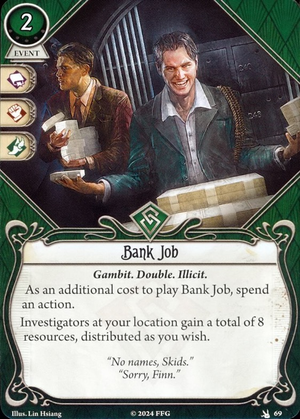 2
EVENT
Bank Job
Gambit. Double. Illicit.
As an additional cost to play Bank Job, spend
an action.
Investigators at your location gain a total of 8
resources, distributed as you wish.
“No names, Skids.”
“Sorry, Finn.”
Illus. Lin Hsiang
© 2024 FFG
69